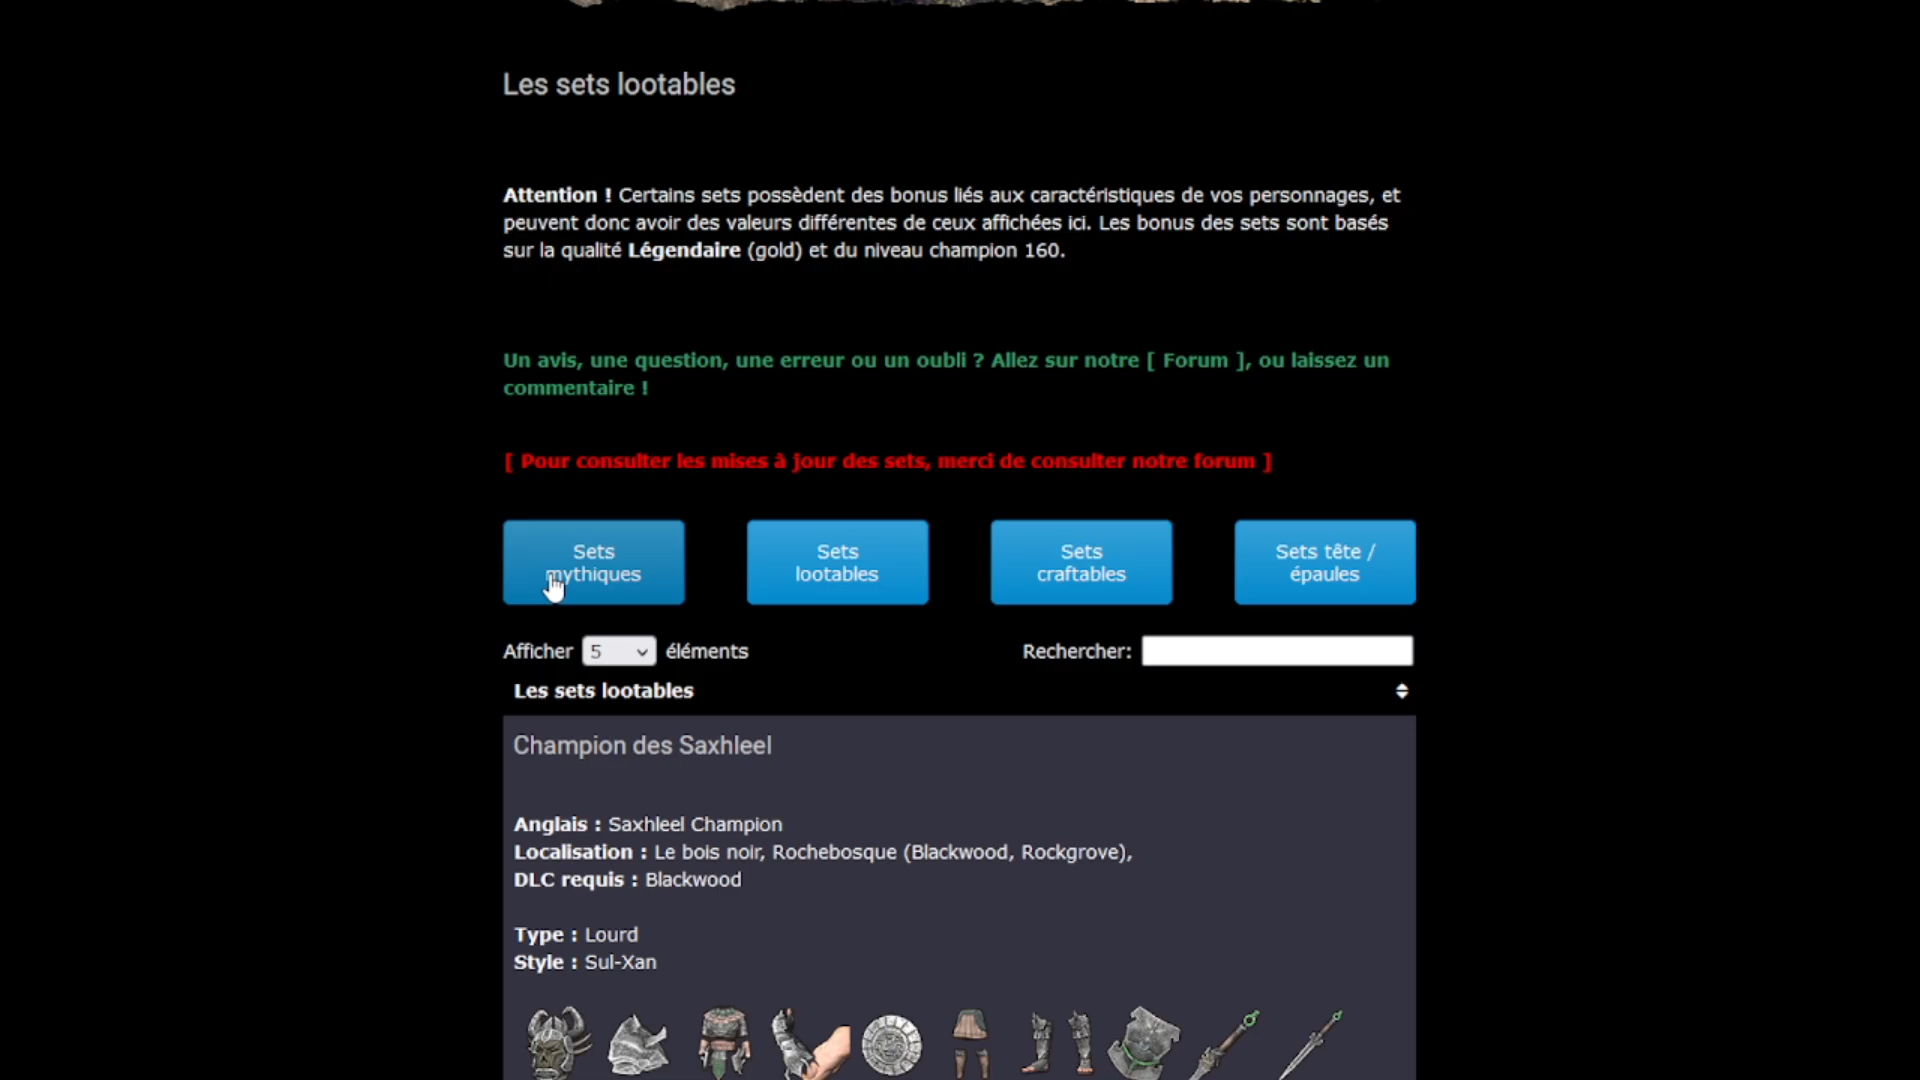 Les sets lootables
Attention ! Certains sets possèdent des bonus liés aux caractéristiques de vos personnages, et
peuvent donc avoir des valeurs différentes de ceux affichées ici. Les bonus des sets sont basés
sur la qualité Légendaire (gold) et du niveau champion 160.
Un avis, une question, une erreur ou un oubli ? Allez sur notre [ Forum ], ou laissez un
commentaire !
[ Pour consulter les mises à jour des sets, merci de consulter notre forum ]
Sets
mythiques
Sets
lootables
Sets
craftables
Sets tête /
épaules
Afficher 5 éléments
Rechercher:
Les sets lootables
Champion des Saxhleel
Anglais : Saxhleel Champion
Localisation : Le bois noir, Rochebosque (Blackwood, Rockgrove),
DLC requis : Blackwood
Type : Lourd
Style : Sul-Xan